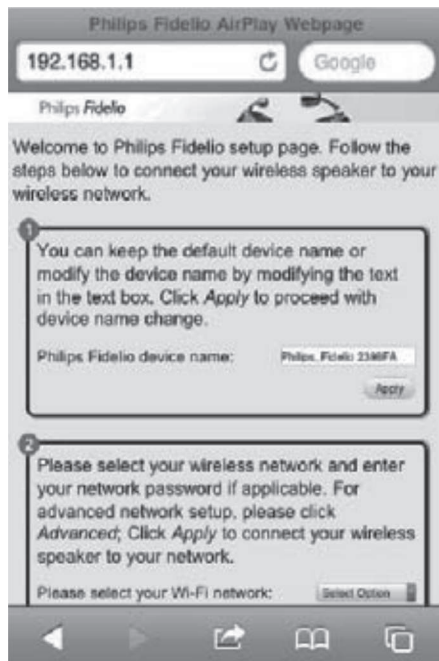 Philips Fidelio AirPlay Webpage
192.168.1.1
Google
Philips Fidelio
Welcome to Philips Fidelio setup page. Follow the
steps below to connect your wireless speaker to your
wireless network.
1
You can keep the default device name or
modify the device name by modifying the text
in the text box. Click Apply to proceed with
device name change.
Philips Fidelio device name:
Philips_Fidelio
Apply
2
Please select your wireless network and enter
your network password if applicable. For
advanced network setup, please click
Advanced; Click Apply to connect your wireless
speaker to your network.
Please select your Wi-Fi network:
Select Option